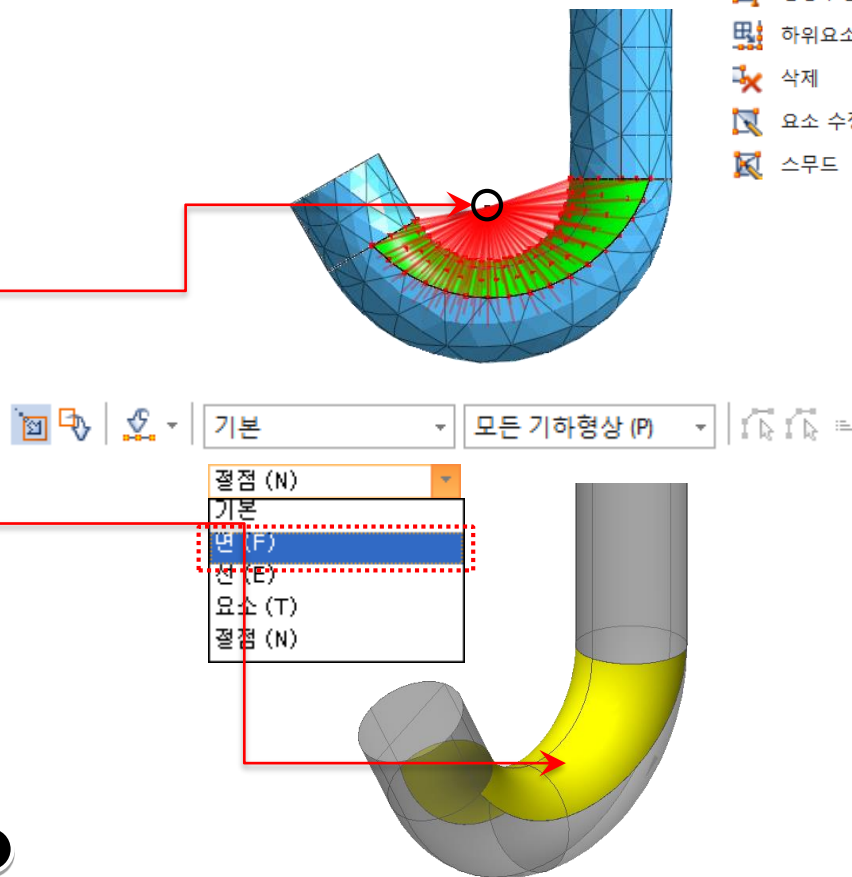 하위요소
삭제
요소 수정
스무드
기본
모든 기하형상 (P)
절점 (N)
기본
면 (F)
선 (E)
요소 (T)
절점 (N)